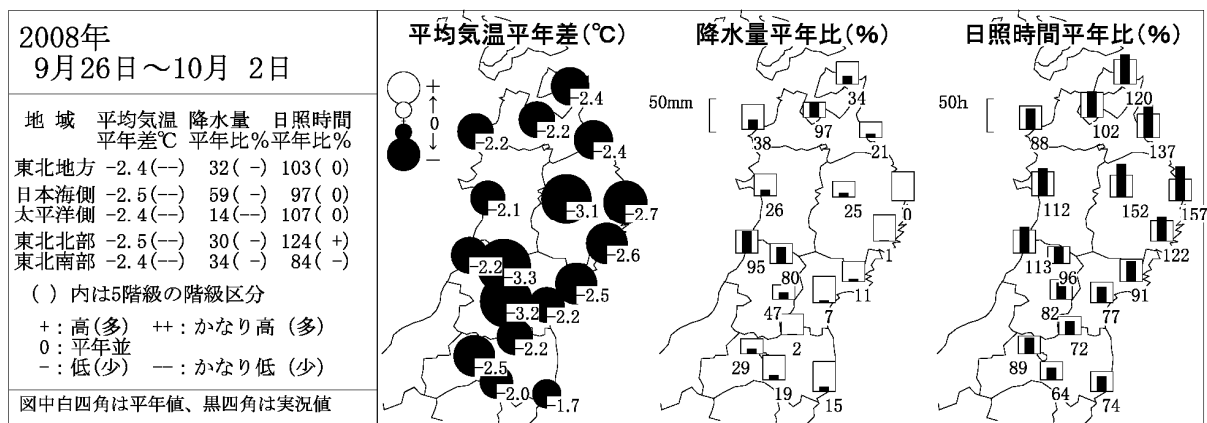 2008年
9月26日～10月 2日
地 域 平均気温 降水量 日照時間
平年差℃ 平年比% 平年比%
東北地方 -2.4(--) 32( -) 103( 0)
日本海側 -2.5(--) 59( -) 97( 0)
太平洋側 -2.4(--) 14(--) 107( 0)
東北北部 -2.5(--) 30( -) 124( +)
東北南部 -2.4(--) 34( -) 84( -)
( ) 内は5階級の階級区分
+：高(多) ++：かなり高 (多)
0：平年並
-：低(少) --：かなり低 (少)
図中白四角は平年値、黒四角は実況値
平均気温平年差(℃)
+
↑
0
↓
-
-2.4
-2.2
-2.2
-2.4
-2.1
-3.1
-2.7
-2.6
-2.2
-3.3
-2.5
-3.2
-2.2
-2.2
-2.5
-2.0
-1.7
降水量平年比(%)
50mm
34
97
38
21
26
25
0
1
95
80
11
47
7
2
29
19
15
日照時間平年比(%)
50h
120
102
88
137
112
152
157
122
113
96
91
82
77
72
89
64
74